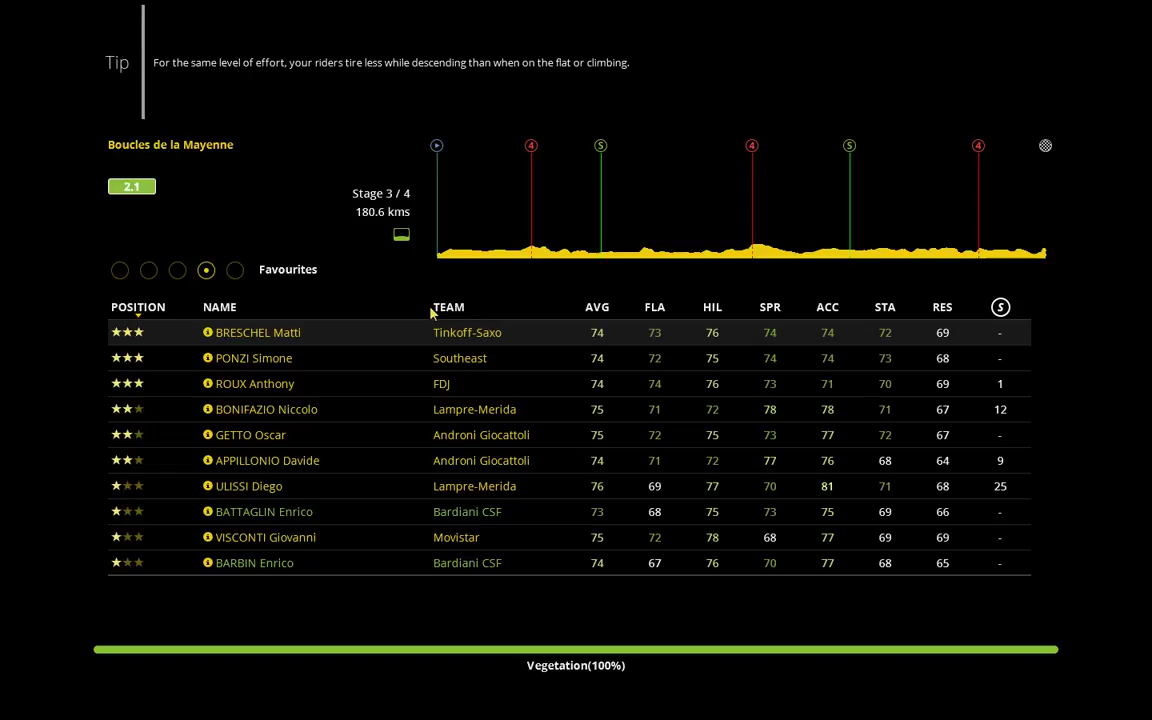 Tip
For the same level of effort, your riders tire less while descending than when on the flat or climbing.
Boucles de la Mayenne
2.1
Stage 3 / 4
180.6 kms
4 S 4 S 4
Favourites
POSITION NAME TEAM AVG FLA HIL SPR ACC STA RES S
BRESCHEL Matti Tinkoff-Saxo 74 73 76 74 74 72 69 -
PONZI Simone Southeast 74 72 75 74 74 73 68 -
ROUX Anthony FDJ 74 74 76 73 71 70 69 1
BONIFAZIO Niccolo Lampre-Merida 75 71 72 78 78 71 67 12
GETTO Oscar Androni Giocattoli 75 72 75 73 77 72 67 -
APPILLONIO Davide Androni Giocattoli 74 71 72 77 76 68 64 9
ULISSI Diego Lampre-Merida 76 69 77 70 81 71 68 25
BATTAGLIN Enrico Bardiani CSF 73 68 75 73 75 69 66 -
VISCONTI Giovanni Movistar 75 72 78 68 77 69 69 -
BARBIN Enrico Bardiani CSF 74 67 76 70 77 68 65 -
Vegetation(100%)